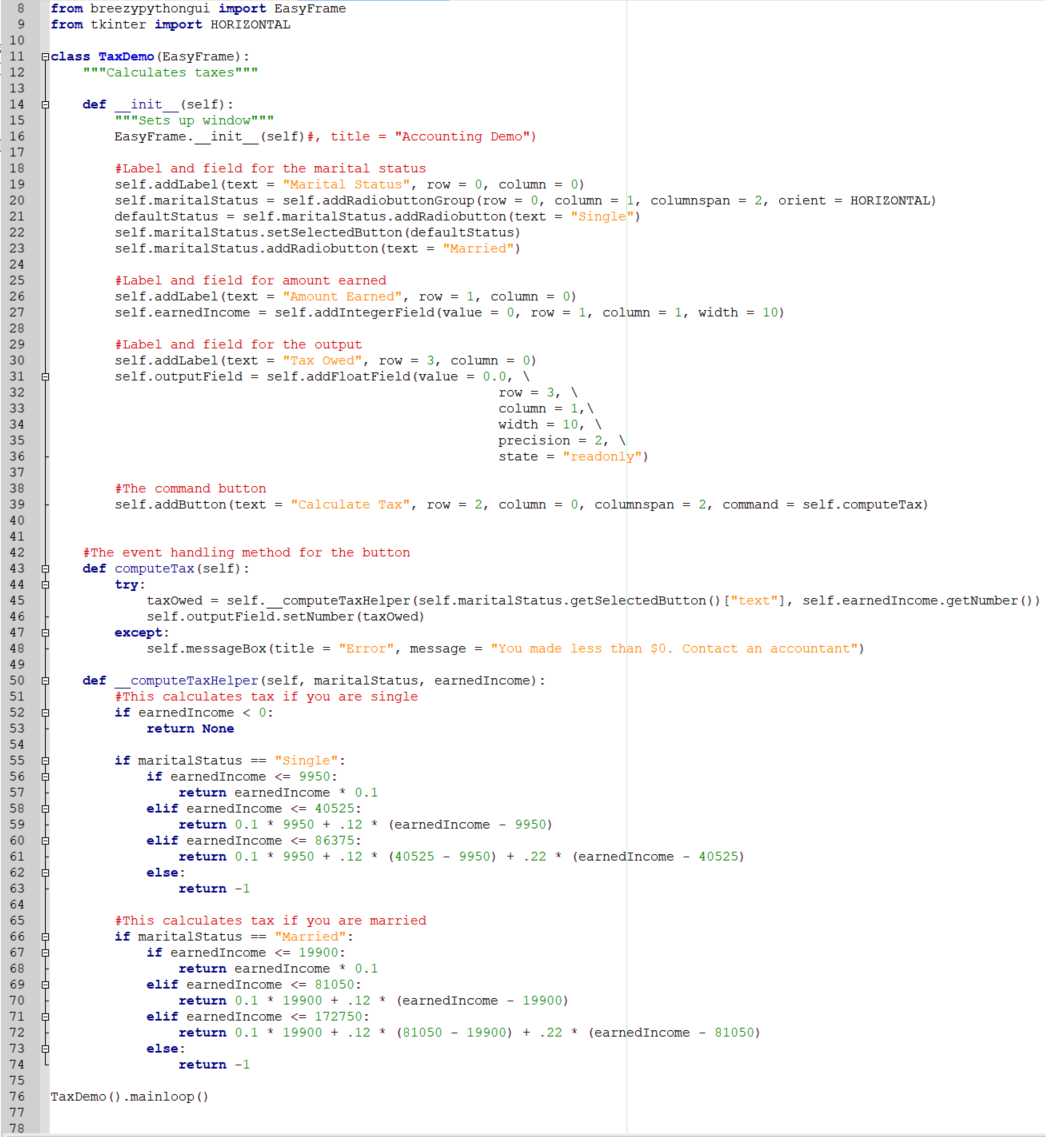 8 from breezypythongui import EasyFrame
9 from tkinter import HORIZONTAL
10
11 class TaxDemo(EasyFrame):
12     """Calculates taxes"""
13
14     def __init__(self):
15         """Sets up window"""
16         EasyFrame.__init__(self)#, title = "Accounting Demo")
17
18         #Label and field for the marital status
19         self.addLabel(text = "Marital Status", row = 0, column = 0)
20         self.maritalStatus = self.addRadiobuttonGroup(row = 0, column = 1, columnspan = 2, orient = HORIZONTAL)
21         defaultStatus = self.maritalStatus.addRadiobutton(text = "Single")
22         self.maritalStatus.setSelectedButton(defaultStatus)
23         self.maritalStatus.addRadiobutton(text = "Married")
24
25         #Label and field for amount earned
26         self.addLabel(text = "Amount Earned", row = 1, column = 0)
27         self.earnedIncome = self.addIntegerField(value = 0, row = 1, column = 1, width = 10)
28
29         #Label and field for the output
30         self.addLabel(text = "Tax Owed", row = 3, column = 0)
31         self.outputField = self.addFloatField(value = 0.0, \
32                                                         row = 3, \
33                                                         column = 1,\
34                                                         width = 10, \
35                                                         precision = 2, \
36                                                         state = "readonly")
37
38         #The command button
39         self.addButton(text = "Calculate Tax", row = 2, column = 0, columnspan = 2, command = self.computeTax)
40
41
42     #The event handling method for the button
43     def computeTax(self):
44         try:
45             taxOwed = self.__computeTaxHelper(self.maritalStatus.getSelectedButton()["text"], self.earnedIncome.getNumber())
46             self.outputField.setNumber(taxOwed)
47         except:
48             self.messageBox(title = "Error", message = "You made less than $0. Contact an accountant")
49
50     def __computeTaxHelper(self, maritalStatus, earnedIncome):
51         #This calculates tax if you are single
52         if earnedIncome < 0:
53             return None
54
55         if maritalStatus == "Single":
56             if earnedIncome <= 9950:
57                 return earnedIncome * 0.1
58             elif earnedIncome <= 40525:
59                 return 0.1 * 9950 + .12 * (earnedIncome - 9950)
60             elif earnedIncome <= 86375:
61                 return 0.1 * 9950 + .12 * (40525 - 9950) + .22 * (earnedIncome - 40525)
62             else:
63                 return -1
64
65         #This calculates tax if you are married
66         if maritalStatus == "Married":
67             if earnedIncome <= 19900:
68                 return earnedIncome * 0.1
69             elif earnedIncome <= 81050:
70                 return 0.1 * 19900 + .12 * (earnedIncome - 19900)
71             elif earnedIncome <= 172750:
72                 return 0.1 * 19900 + .12 * (81050 - 19900) + .22 * (earnedIncome - 81050)
73             else:
74                 return -1
75
76 TaxDemo().mainloop()
77
78